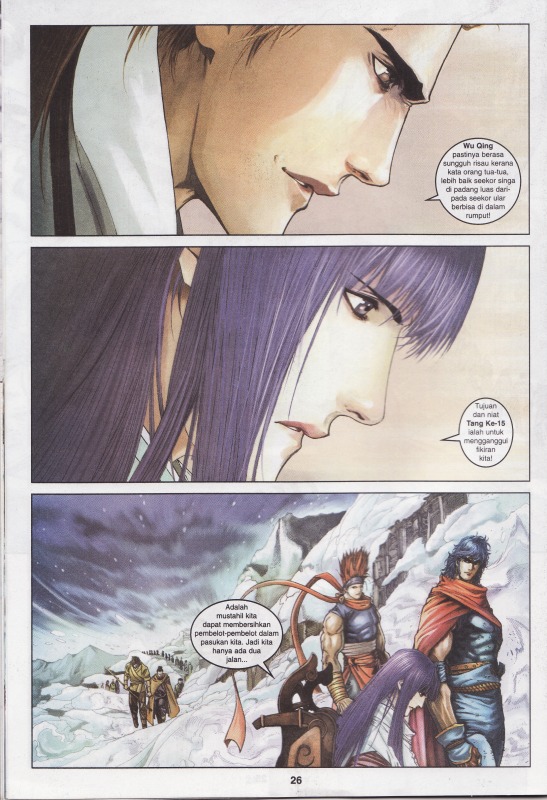 Wu Qing
pastinya berasa
sungguh risau kerana
kata orang tua-tua,
lebih baik seekor singa
di padang luas dari-
pada seekor ular
berbisa di dalam
rumput!
Tujuan
dan niat
Tang Ke-15
ialah untuk
mengganggui
fikiran
kita!
Adalah
mustahil kita
dapat membersihkan
pembelot-pembelot dalam
pasukan kita. Jadi kita
hanya ada dua
jalan...
26